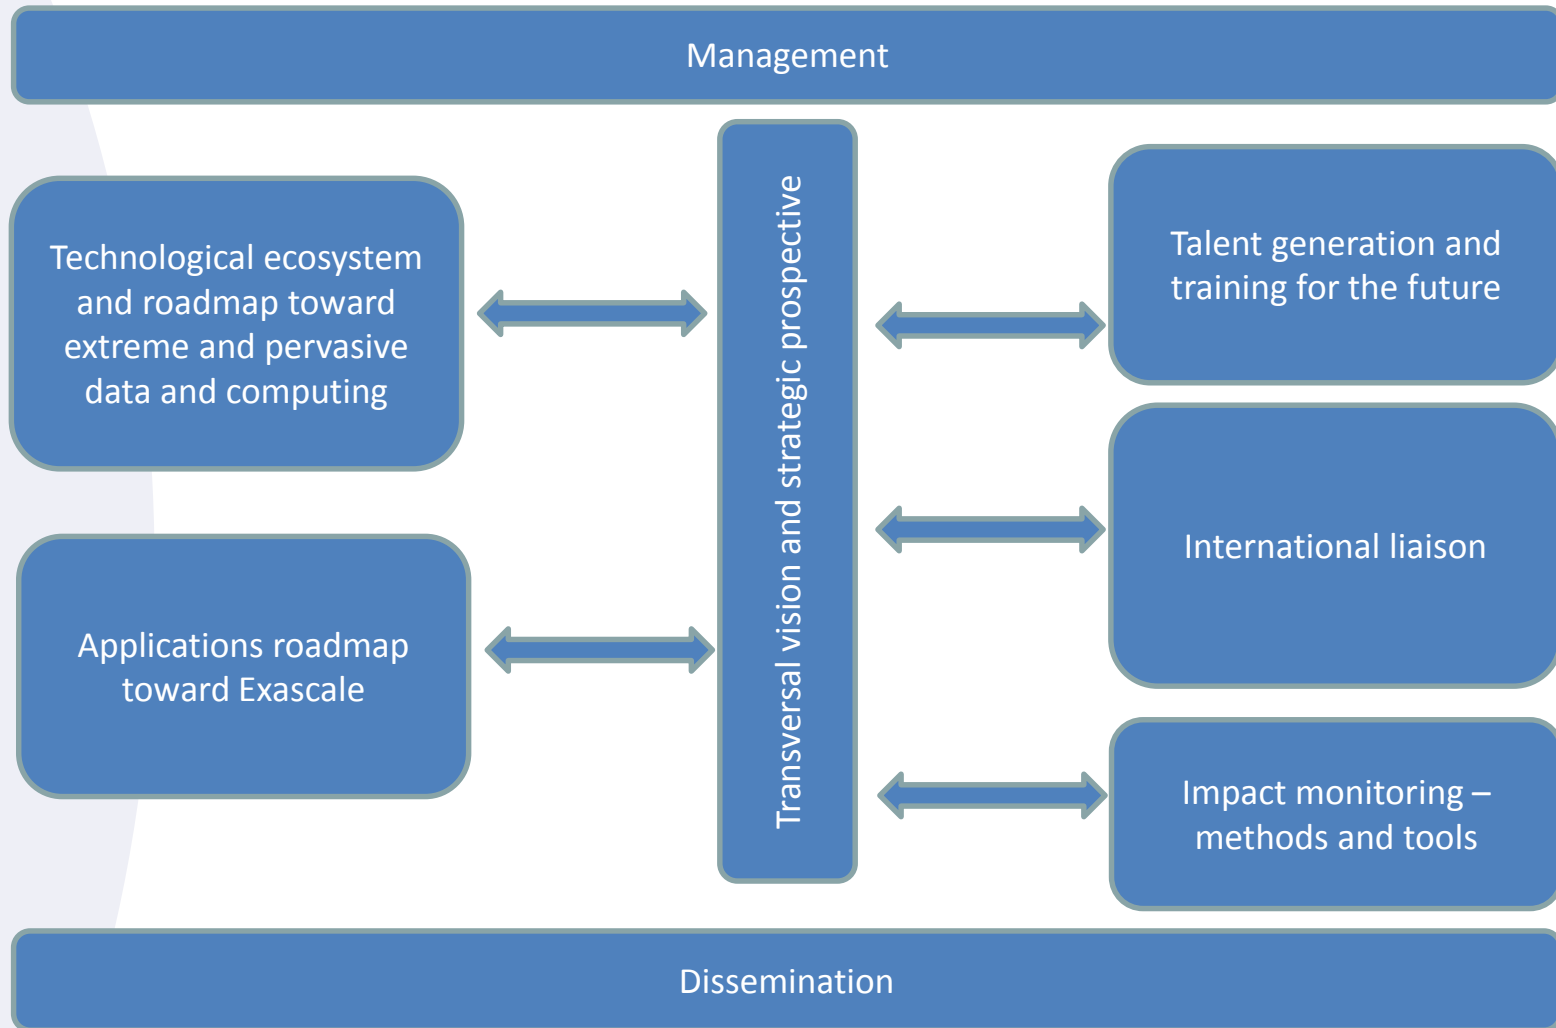 Management
Technological ecosystem
and roadmap toward
extreme and pervasive
data and computing
Applications roadmap
toward Exascale
Transversal vision and strategic prospective
Talent generation and
training for the future
International liaison
Impact monitoring –
methods and tools
Dissemination